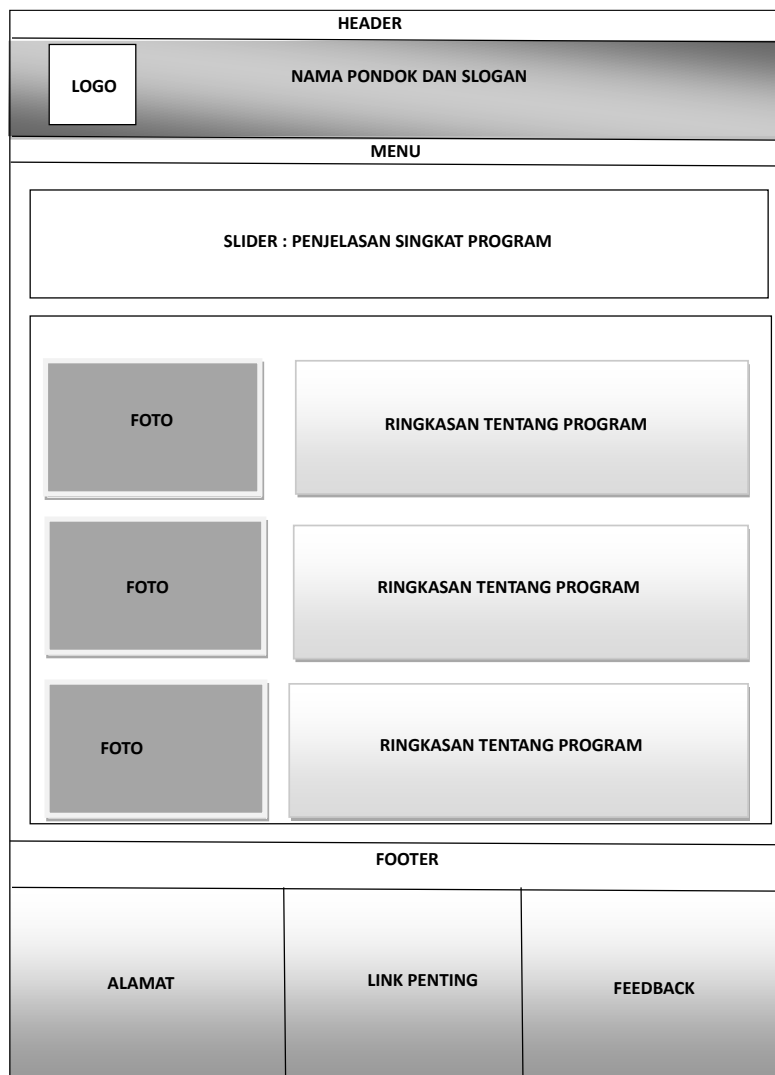 HEADER
LOGO
NAMA PONDOK DAN SLOGAN
MENU
SLIDER : PENJELASAN SINGKAT PROGRAM
FOTO
RINGKASAN TENTANG PROGRAM
FOTO
RINGKASAN TENTANG PROGRAM
FOTO
RINGKASAN TENTANG PROGRAM
FOOTER
ALAMAT
LINK PENTING
FEEDBACK